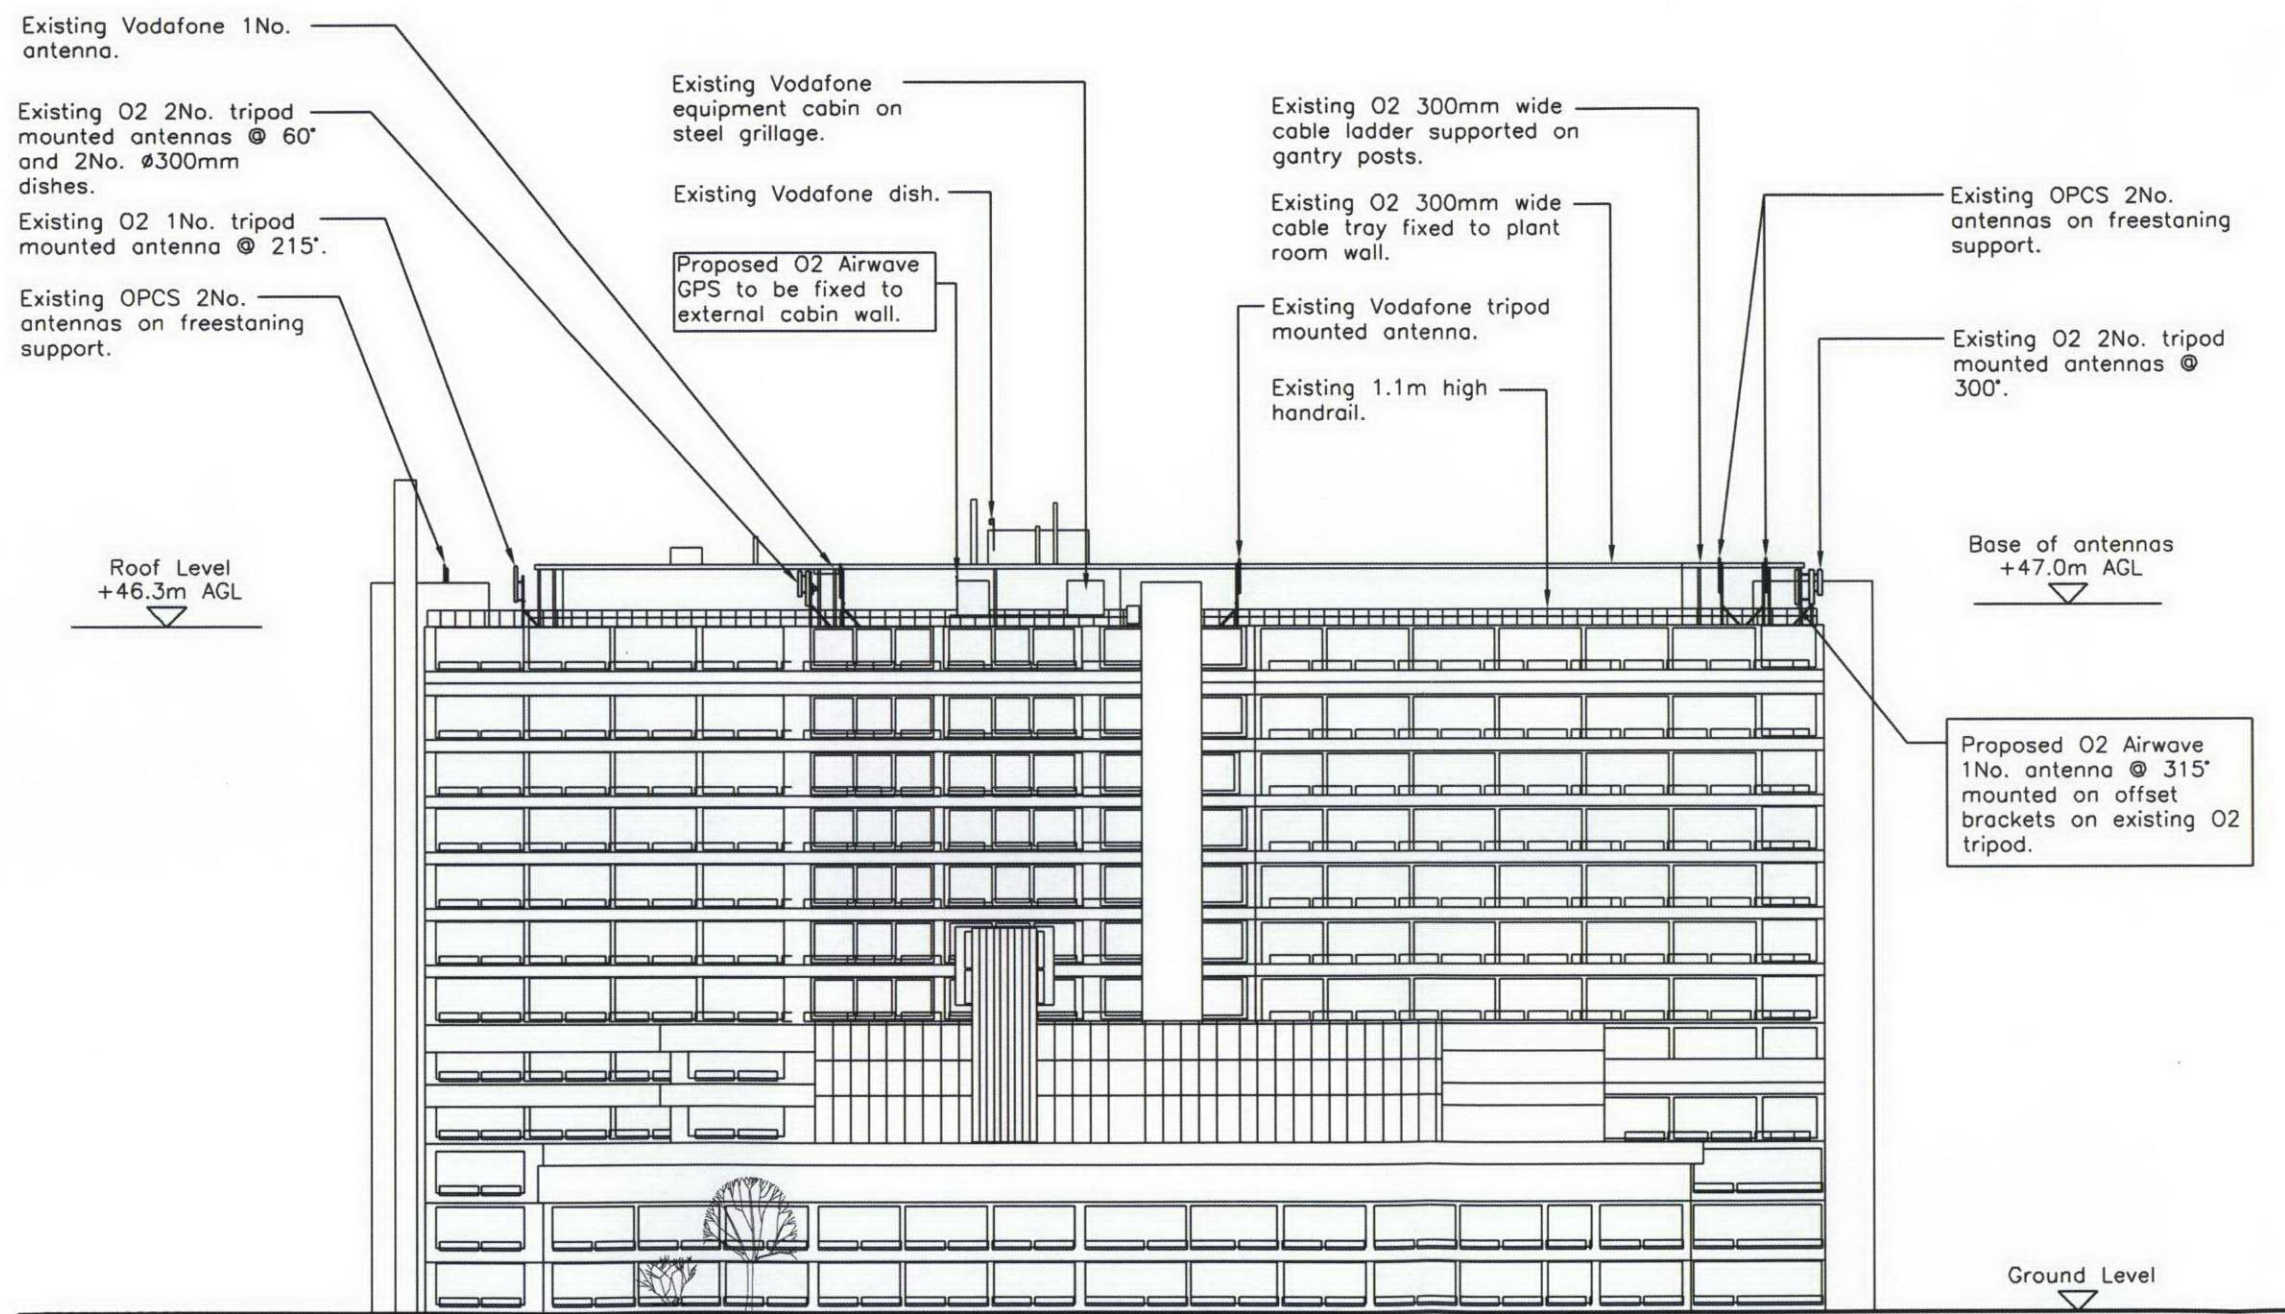 Existing Vodafone 1No.
antenna.
Existing O2 2No. tripod
mounted antennas @ 60°
and 2No. ø300mm
dishes.
Existing O2 1No. tripod
mounted antenna @ 215°.
Existing OPCS 2No.
antennas on freestaning
support.
Existing Vodafone
equipment cabin on
steel grillage.
Existing Vodafone dish.
Proposed O2 Airwave
GPS to be fixed to
external cabin wall.
Existing O2 300mm wide
cable ladder supported on
gantry posts.
Existing O2 300mm wide
cable tray fixed to plant
room wall.
Existing Vodafone tripod
mounted antenna.
Existing 1.1m high
handrail.
Existing OPCS 2No.
antennas on freestaning
support.
Existing O2 2No. tripod
mounted antennas @
300°.
Roof Level
+46.3m AGL
Base of antennas
+47.0m AGL
Proposed O2 Airwave
1No. antenna @ 315°
mounted on offset
brackets on existing O2
tripod.
Ground Level